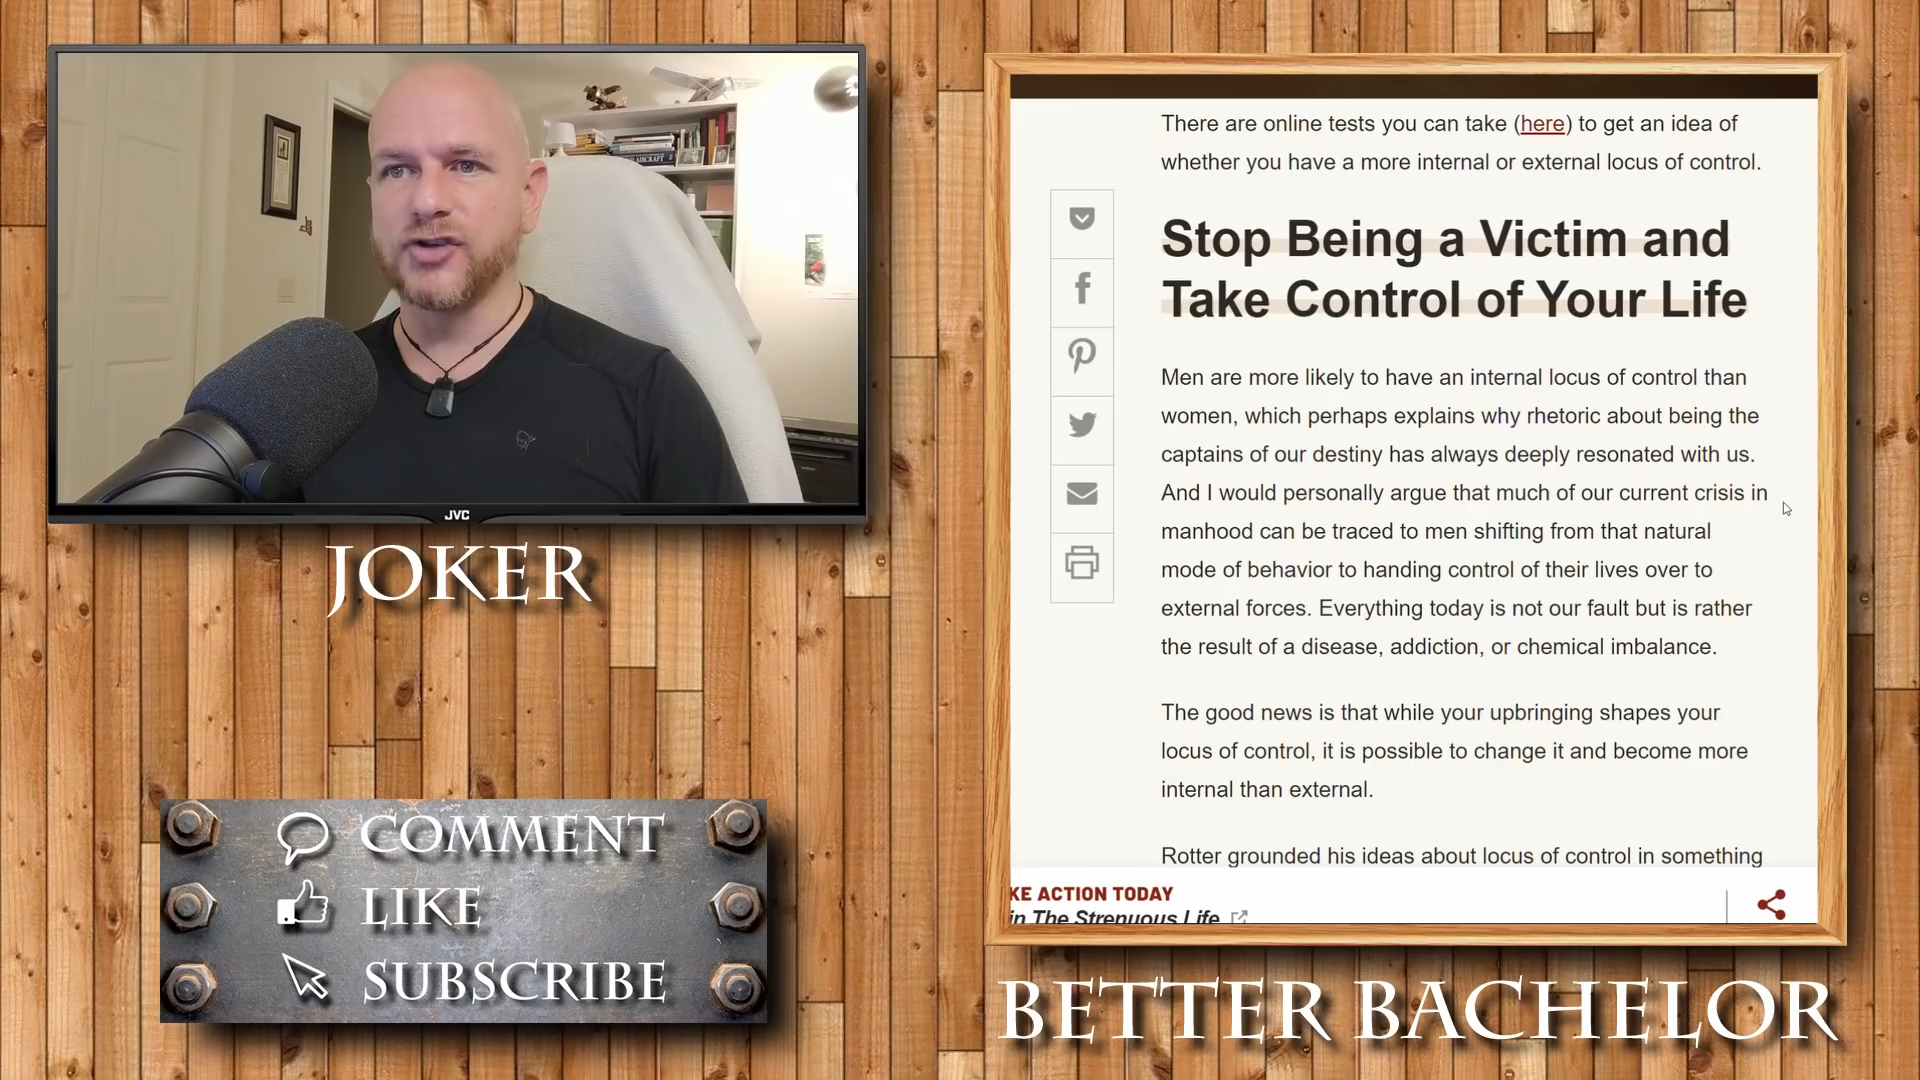 There are online tests you can take (here) to get an idea of
whether you have a more internal or external locus of control.
Stop Being a Victim and
Take Control of Your Life
Men are more likely to have an internal locus of control than
women, which perhaps explains why rhetoric about being the
captains of our destiny has always deeply resonated with us.
And I would personally argue that much of our current crisis in
manhood can be traced to men shifting from that natural
mode of behavior to handing control of their lives over to
external forces. Everything today is not our fault but is rather
the result of a disease, addiction, or chemical imbalance.
The good news is that while your upbringing shapes your
locus of control, it is possible to change it and become more
internal than external.
Rotter grounded his ideas about locus of control in something
KE ACTION TODAY
in The Strenuous Life
JVC
JOKER
COMMENT
LIKE
SUBSCRIBE
BETTER BACHELOR